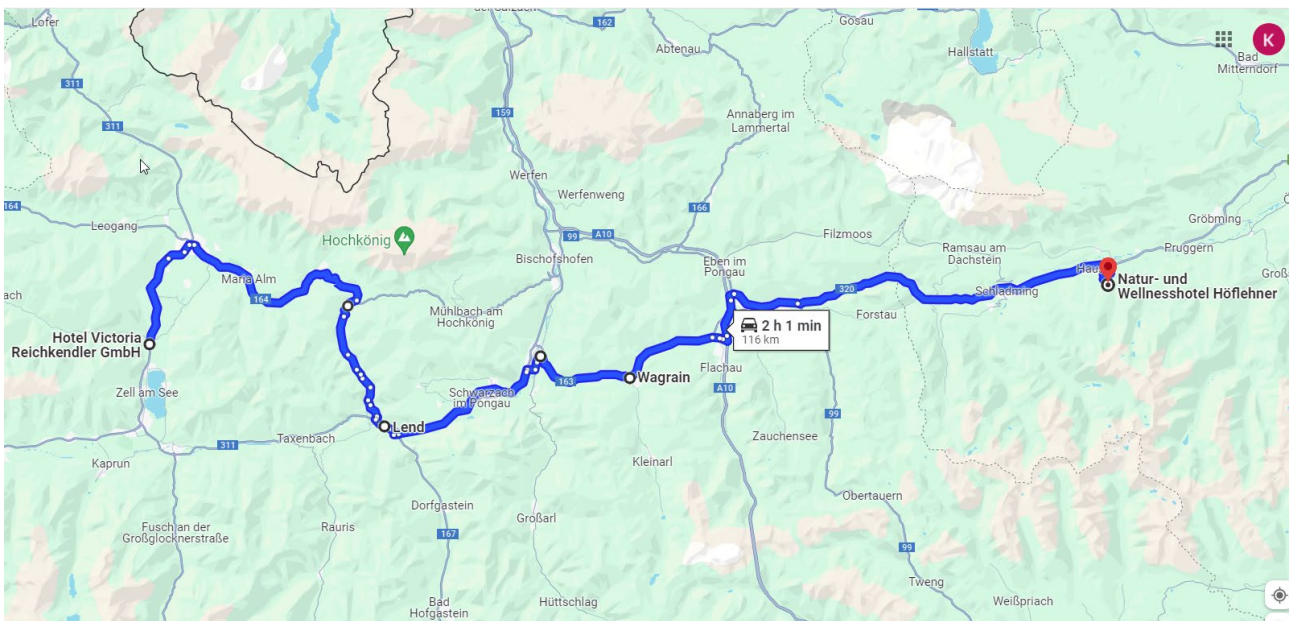 Lofer
162
Gosau
K
Hallstatt
Bad
Mitterndorf
Abtenau
311
311
159
Annaberg im
Lammertal
Werfen
Werfenweng
164
166
Leogang
Gröbming
Hochkönig
99
A10
Filzmoos
Ramsau am
Dachstein
Pruggern
Bischofshofen
Eben im
Pongau
Maria Alm
164
Haus
320
Schladming
Natur- und
Wellnesshotel Höflehner
Mühlbach am
Hochkönig
Forstau
2 h 1 min
116 km
Hotel Victoria
Reichkendler GmbH
Flachau
Wagrain
163
A10
Zell am See
Schwarzach
im Pongau
99
Lend
Taxenbach
311
Zauchensee
Kaprun
Kleinarl
Obertauern
Dorfgastein
Großarl
Fusch an der
Großglocknerstraße
Rauris
167
99
Tweng
Bad
Hofgastein
Hüttschlag
Weißpriach